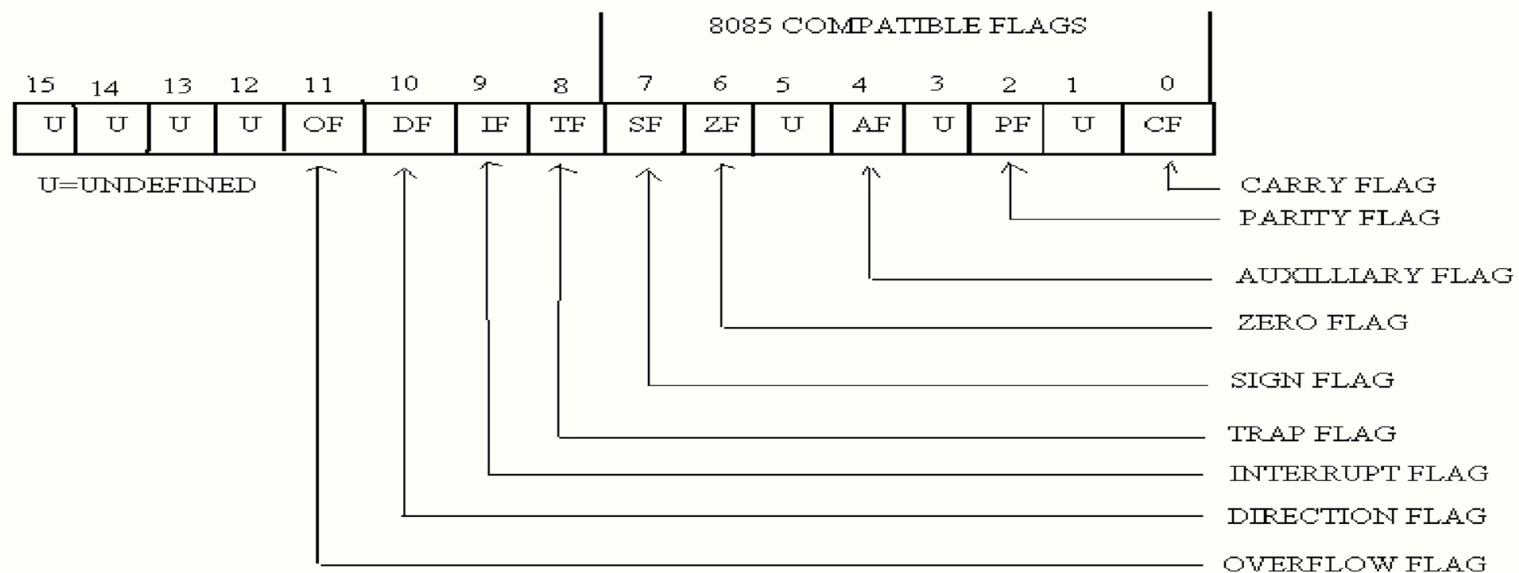 8085 COMPATIBLE FLAGS
15 14 13 12 11 10 9 8 7 6 5 4 3 2 1 0
U U U U OF DF IF TF SF ZF U AF U PF U CF
U=UNDEFINED
CARRY FLAG
PARITY FLAG
AUXILLIARY FLAG
ZERO FLAG
SIGN FLAG
TRAP FLAG
INTERRUPT FLAG
DIRECTION FLAG
OVERFLOW FLAG